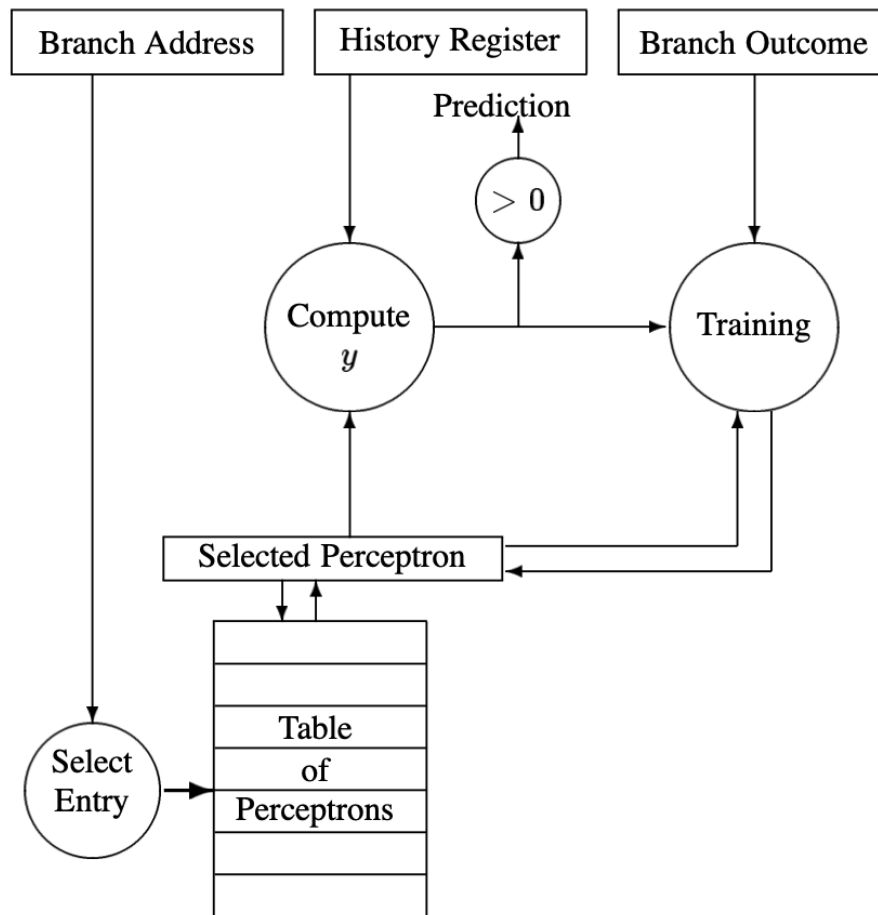 Branch Address
History Register
Branch Outcome
Prediction
> 0
Compute
y
Training
Selected Perceptron
Select
Entry
Table
of
Perceptrons